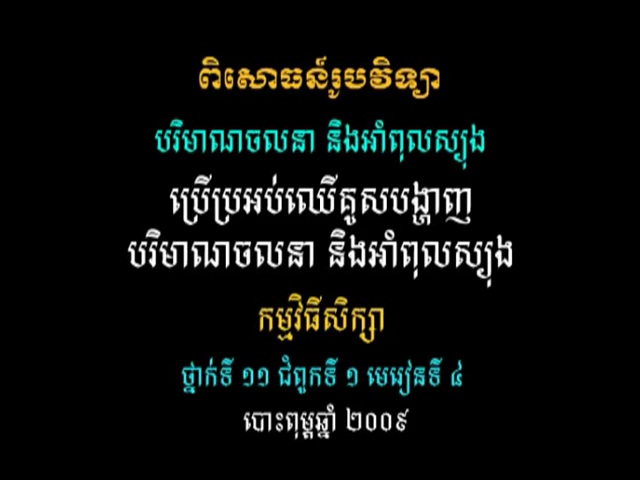 ពិសោធន៍រូបវិទ្យា
បរិមាណចលនា និងអាំពុលស្យុង
ប្រើប្រអប់ឈើគូសបង្ហាញ
បរិមាណចលនា និងអាំពុលស្យុង
កម្មវិធីសិក្សា
ថ្នាក់ទី ១១ ជំពូកទី ១ មេរៀនទី ៤
បោះពុម្ពឆ្នាំ ២០០៩